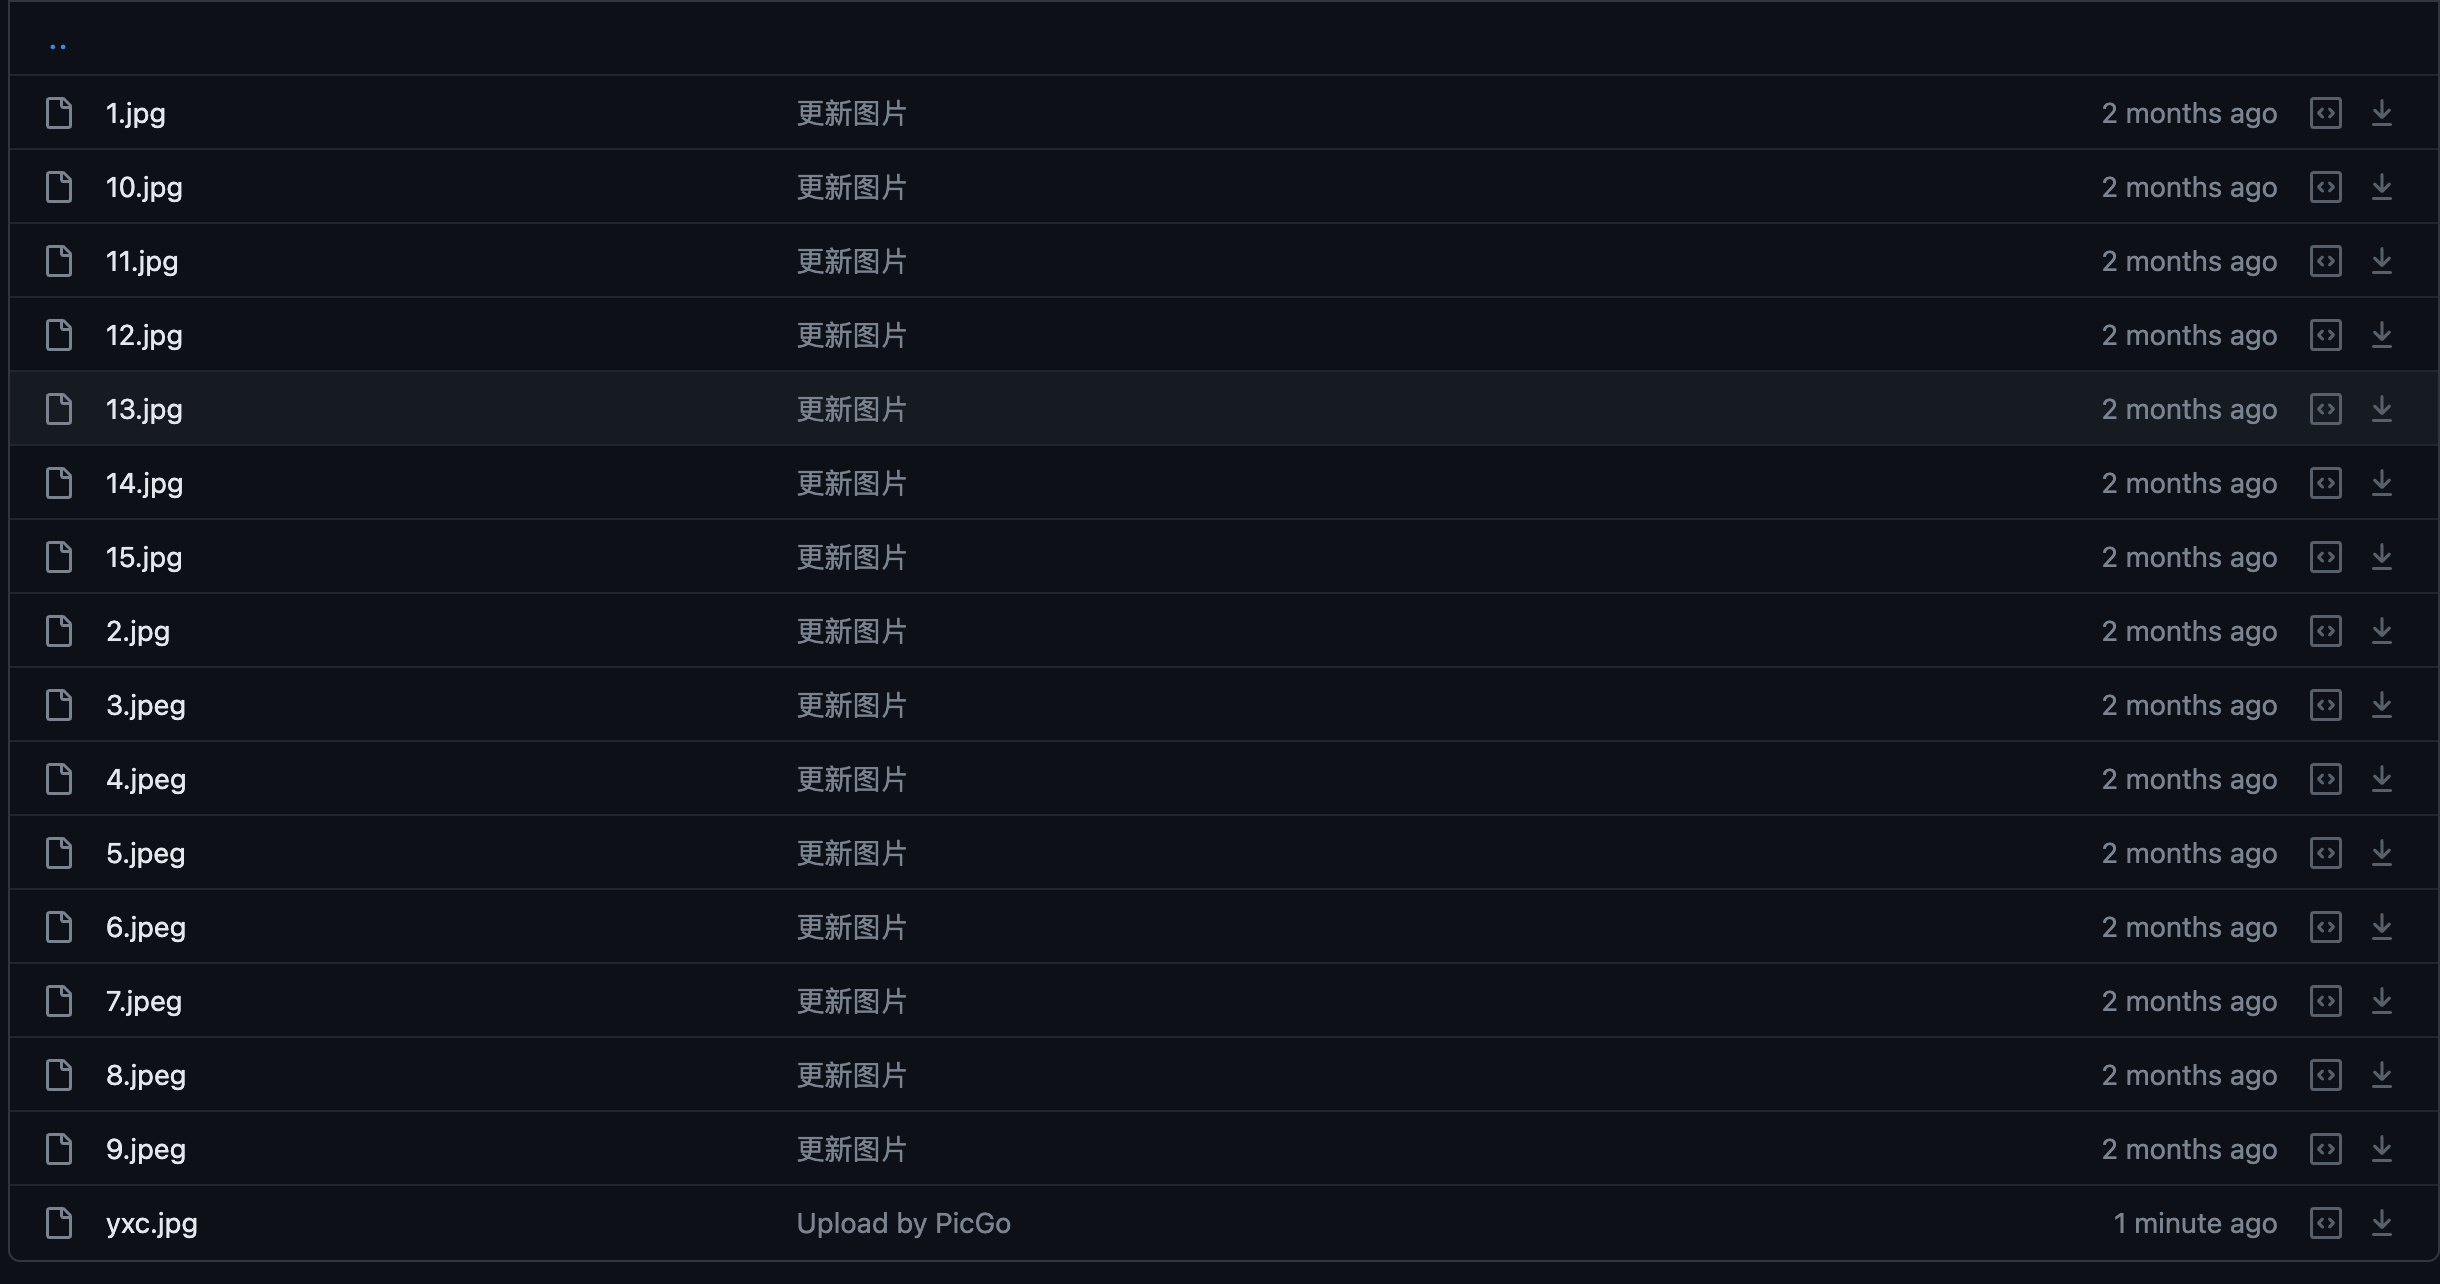 ..
1.jpg 更新图片 2 months ago
10.jpg 更新图片 2 months ago
11.jpg 更新图片 2 months ago
12.jpg 更新图片 2 months ago
13.jpg 更新图片 2 months ago
14.jpg 更新图片 2 months ago
15.jpg 更新图片 2 months ago
2.jpg 更新图片 2 months ago
3.jpeg 更新图片 2 months ago
4.jpeg 更新图片 2 months ago
5.jpeg 更新图片 2 months ago
6.jpeg 更新图片 2 months ago
7.jpeg 更新图片 2 months ago
8.jpeg 更新图片 2 months ago
9.jpeg 更新图片 2 months ago
yxc.jpg Upload by PicGo 1 minute ago